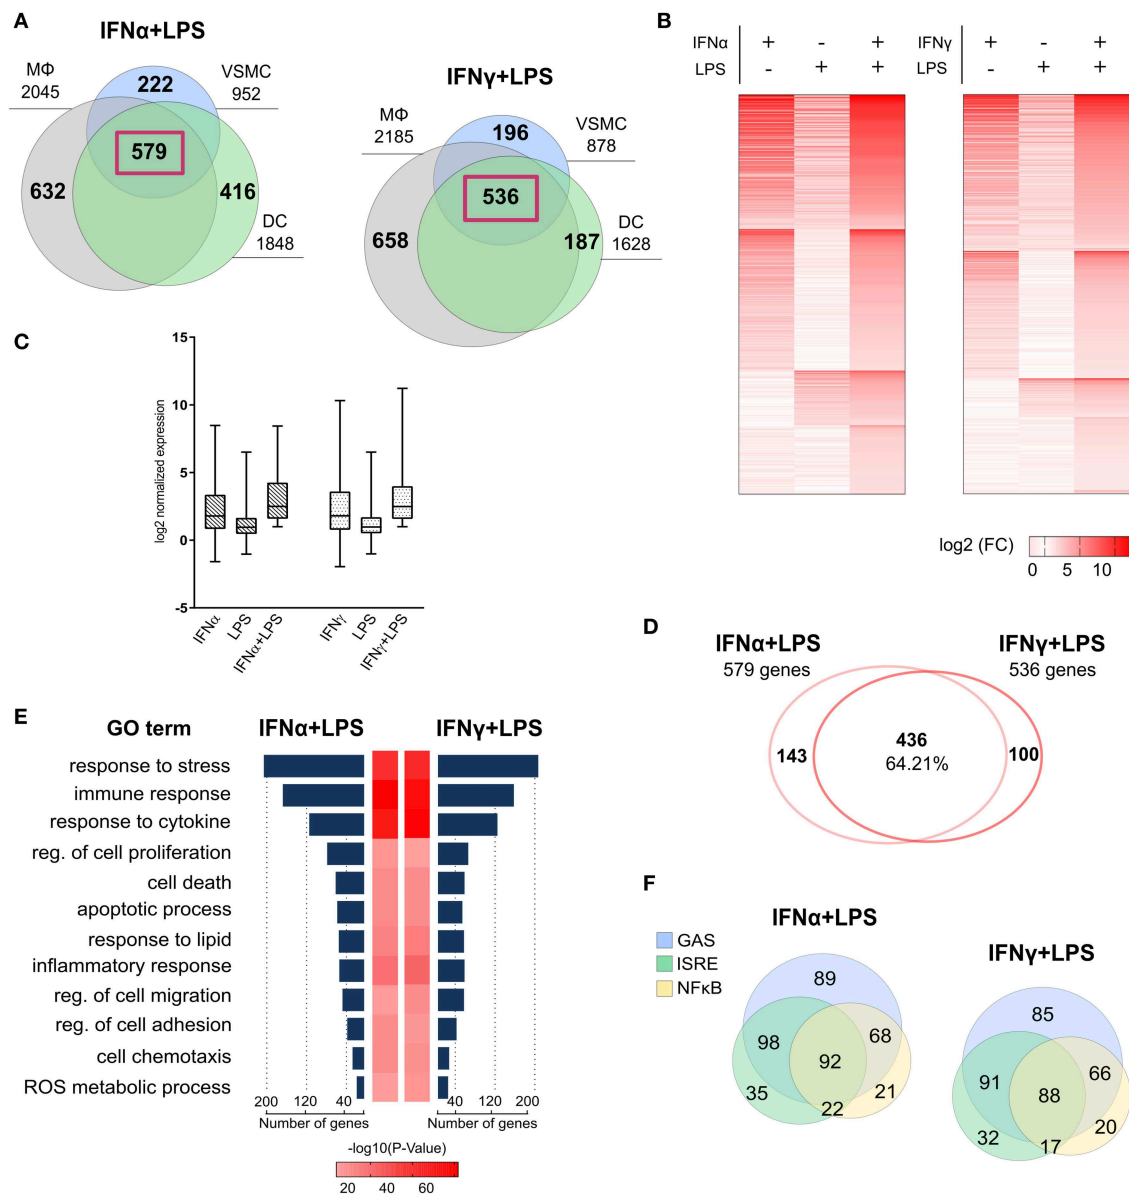 A
IFNα+LPS
MΦ
2045
222
VSMC
952
579
632
416
DC
1848
IFNγ+LPS
MΦ
2185
196
VSMC
878
536
658
187
DC
1628
B
IFNα + - +
LPS - + +
IFNγ + - +
LPS - + +
log2 (FC)
0 5 10
C
log2 normalized expression
15
10
5
0
-5
IFNα
LPS
IFNα+LPS
IFNγ
LPS
IFNγ+LPS
D
IFNα+LPS
579 genes
IFNγ+LPS
536 genes
143
436
64.21%
100
E
GO term IFNα+LPS IFNγ+LPS
response to stress
immune response
response to cytokine
reg. of cell proliferation
cell death
apoptotic process
response to lipid
inflammatory response
reg. of cell migration
reg. of cell adhesion
cell chemotaxis
ROS metabolic process
200 120 40
Number of genes
40 120 200
Number of genes
-log10(P-Value)
20 40 60
F
GAS
ISRE
NFκB
IFNα+LPS
89
98
68
92
35
22
21
IFNγ+LPS
85
91
66
88
32
17
20